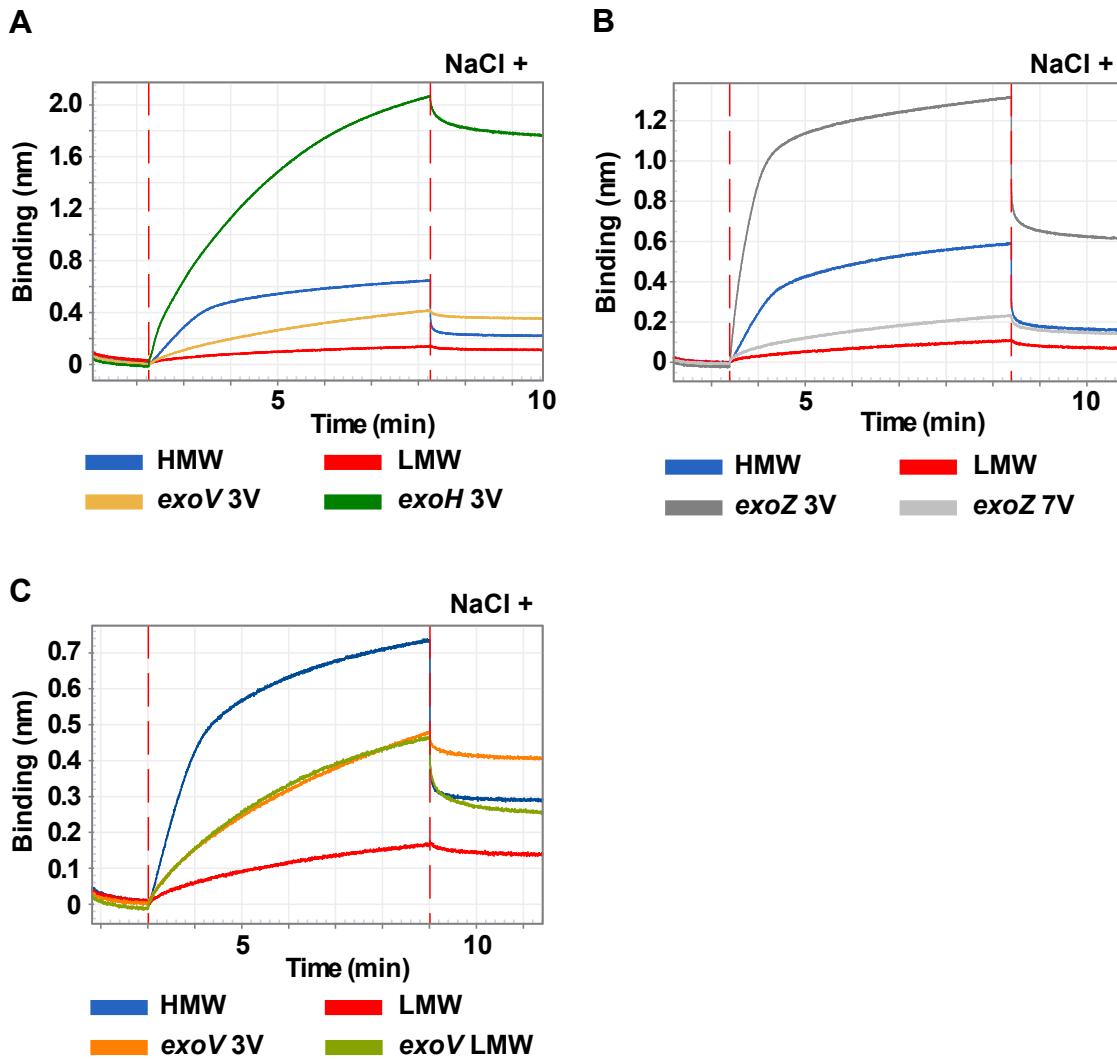 A
NaCl +
2.0
1.6
1.2
0.8
0.4
0
Binding (nm)
5
10
Time (min)
HMW
LMW
exoV 3V
exoH 3V
B
NaCl +
1.2
1.0
0.8
0.6
0.4
0.2
0
Binding (nm)
5
10
Time (min)
HMW
LMW
exoZ 3V
exoZ 7V
C
NaCl +
0.7
0.6
0.5
0.4
0.3
0.2
0.1
0
Binding (nm)
5
10
Time (min)
HMW
LMW
exoV 3V
exoV LMW